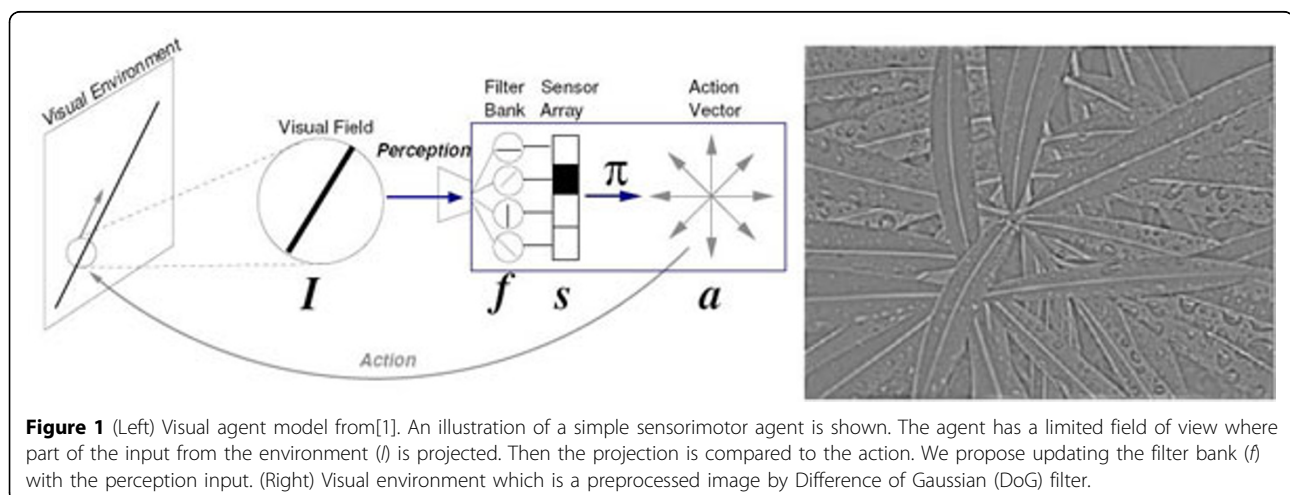 Visual Environment
Visual Field
Perception
Filter Bank
Sensor Array
Action Vector
π
I
f
s
a
Action
Figure 1 (Left) Visual agent model from[1]. An illustration of a simple sensorimotor agent is shown. The agent has a limited field of view where
part of the input from the environment (I) is projected. Then the projection is compared to the action. We propose updating the filter bank (f)
with the perception input. (Right) Visual environment which is a preprocessed image by Difference of Gaussian (DoG) filter.